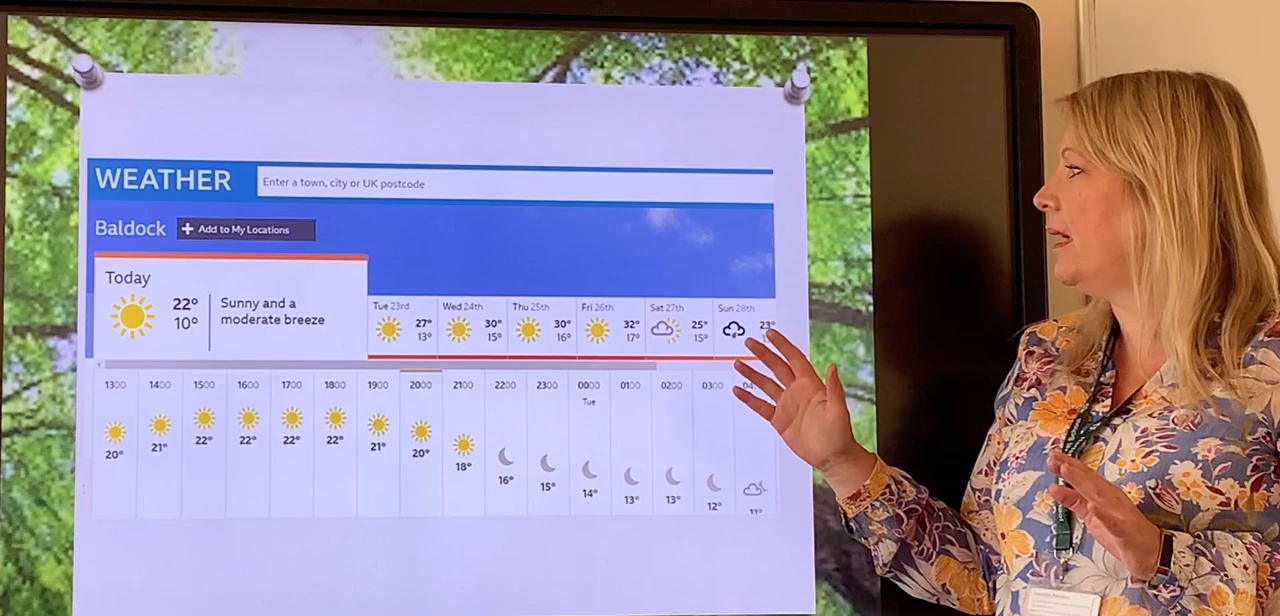 WEATHER
Enter a town, city or UK postcode
Baldock
+ Add to My Locations
Today
22°
10°
Sunny and a
moderate breeze
Tue 23rd
27°
13°
Wed 24th
30°
15°
Thu 25th
30°
16°
Fri 26th
32°
17°
Sat 27th
25°
15°
Sun 28th
23°
1300 1400 1500 1600 1700 1800 1900 2000 2100 2200 2300 0000 0100 0200 0300
Tue
20° 21° 22° 22° 22° 22° 21° 20° 18° 16° 15° 14° 13° 13° 12° 11°